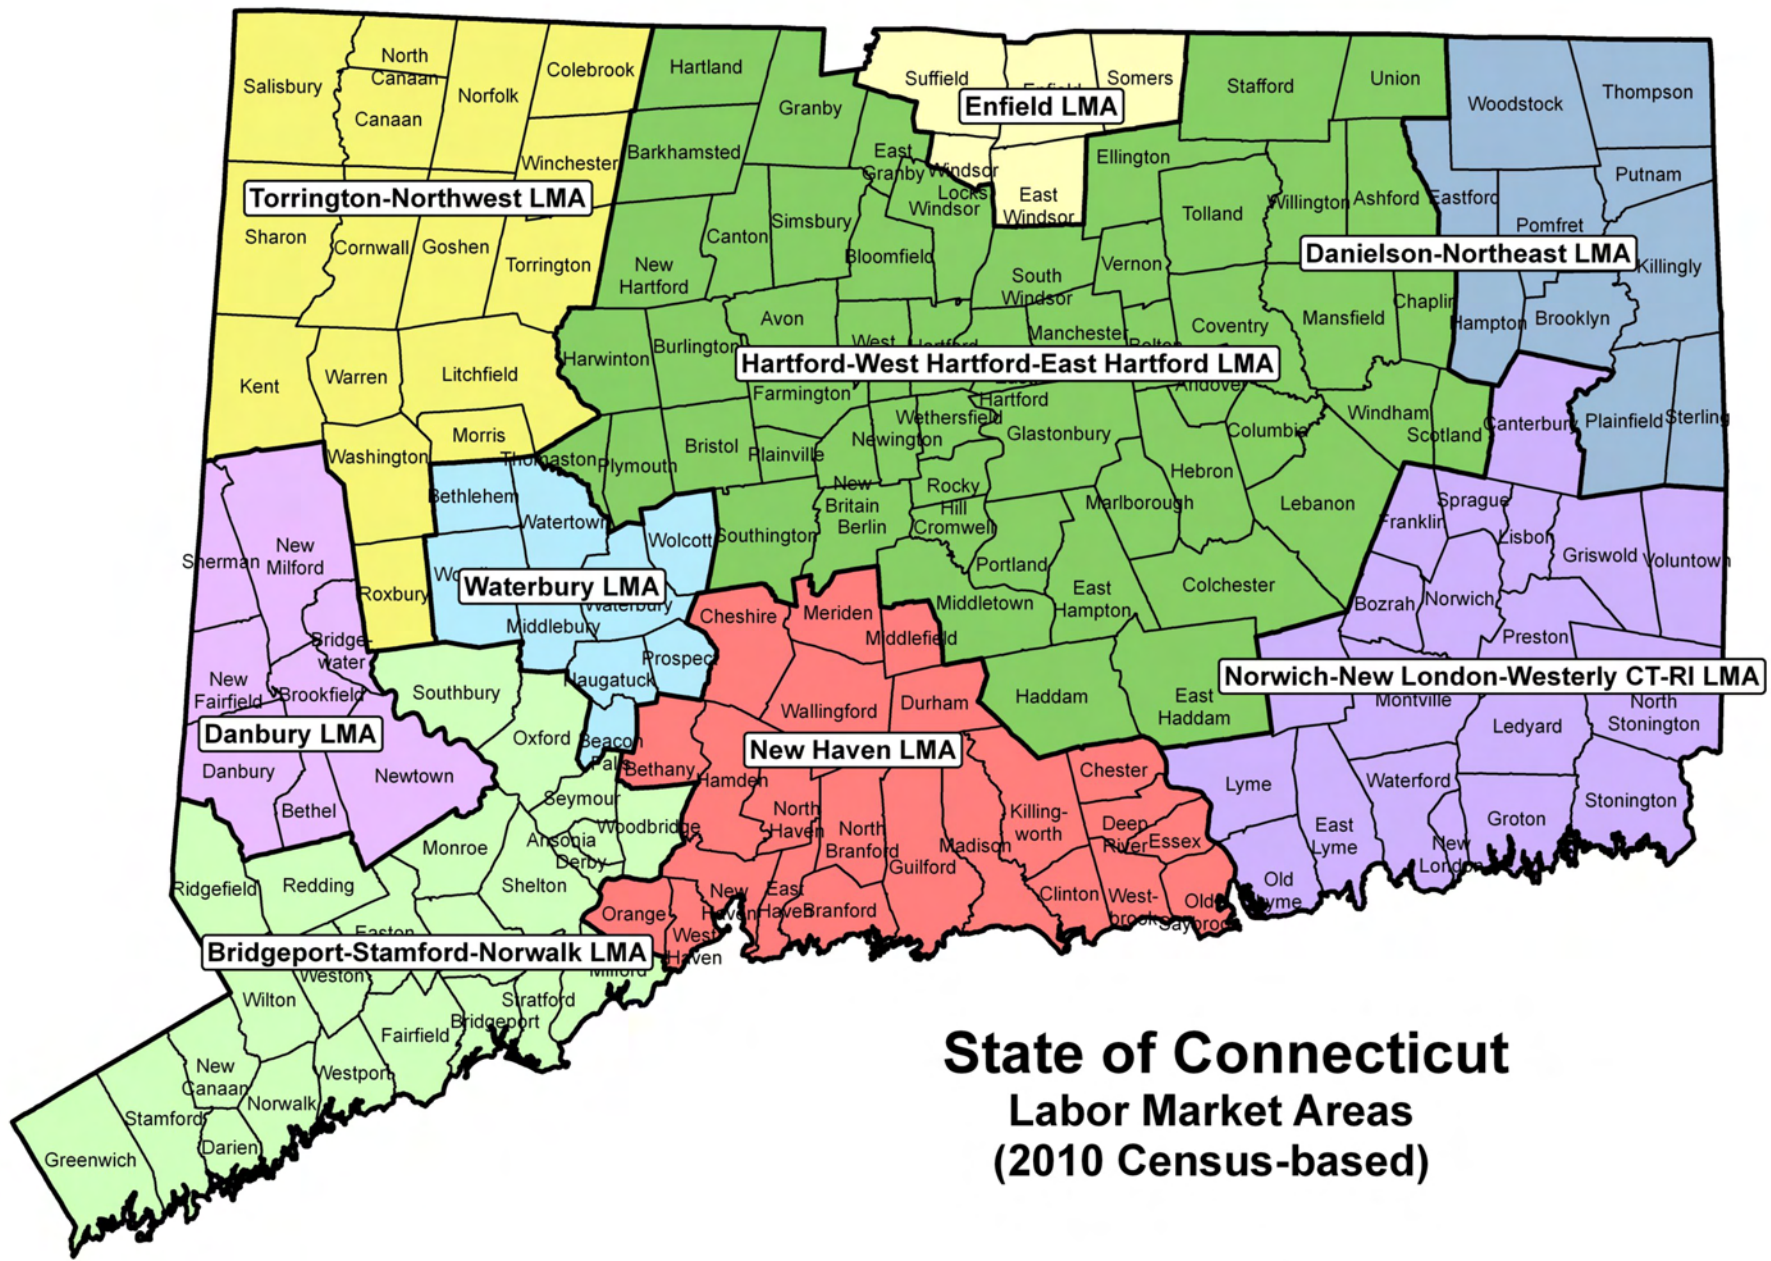 North
Canaan
Colebrook
Salisbury
Norfolk
Canaan
Winchester
Hartland
Granby
Barkhamsted
East
Granby
Suffield
Somers
Enfield LMA
Windsor
Locks
East
Windsor
Stafford
Union
Woodstock
Thompson
Putnam
Ellington
Torrington-Northwest LMA
Sharon
Cornwall
Goshen
Torrington
New
Hartford
Canton
Simsbury
Windsor
Bloomfield
Tolland
Willington
Ashford
Eastford
Pomfret
Danielson-Northeast LMA
Killingly
South
Windsor
Vernon
Kent
Warren
Litchfield
Morris
Washington
Harwinton
Burlington
Avon
West
Manchester
Coventry
Mansfield
Chaplin
Hampton
Brooklyn
Hartford-West Hartford-East Hartford LMA
Farmington
Hartford
Andover
Wethersfield
Newington
Glastonbury
Columbia
Windham
Scotland
Canterbury
Plainfield
Sterling
Thomaston
Plymouth
Bristol
Plainville
Hebron
Bethlehem
Watertown
New
Britain
Berlin
Rocky
Hill
Cromwell
Marlborough
Lebanon
Franklin
Sprague
Lisbon
Griswold
Voluntown
Sherman
New
Milford
Roxbury
Wolcott
Southington
Waterbury LMA
Waterbury
Middlebury
Portland
East
Hampton
Colchester
Bozrah
Norwich
Preston
Middletown
Cheshire
Meriden
Middlefield
Bridge-
water
Prospect
Naugatuck
New
Fairfield
Brookfield
Southbury
Haddam
East
Haddam
Norwich-New London-Westerly CT-RI LMA
Montville
Ledyard
North
Stonington
Danbury LMA
Danbury
Bethel
Newtown
Oxford
Beacon
Falls
Bethany
Wallingford
Durham
New Haven LMA
Hamden
Chester
Lyme
Waterford
Stonington
Seymour
Woodbridge
Ansonia
Derby
Monroe
Shelton
North
Haven
North
Branford
Guilford
Madison
Killing-
worth
Deep
River
Essex
East
Lyme
New
London
Groton
Ridgefield
Redding
Easton
Orange
New
Haven
West
Haven
East
Haven
Branford
Clinton
West-
brook
Old
Saybrook
Old
Lyme
Bridgeport-Stamford-Norwalk LMA
Milford
Weston
Wilton
Stratford
Bridgeport
Fairfield
Westport
New
Canaan
Norwalk
Stamford
Darien
Greenwich
State of Connecticut
Labor Market Areas
(2010 Census-based)